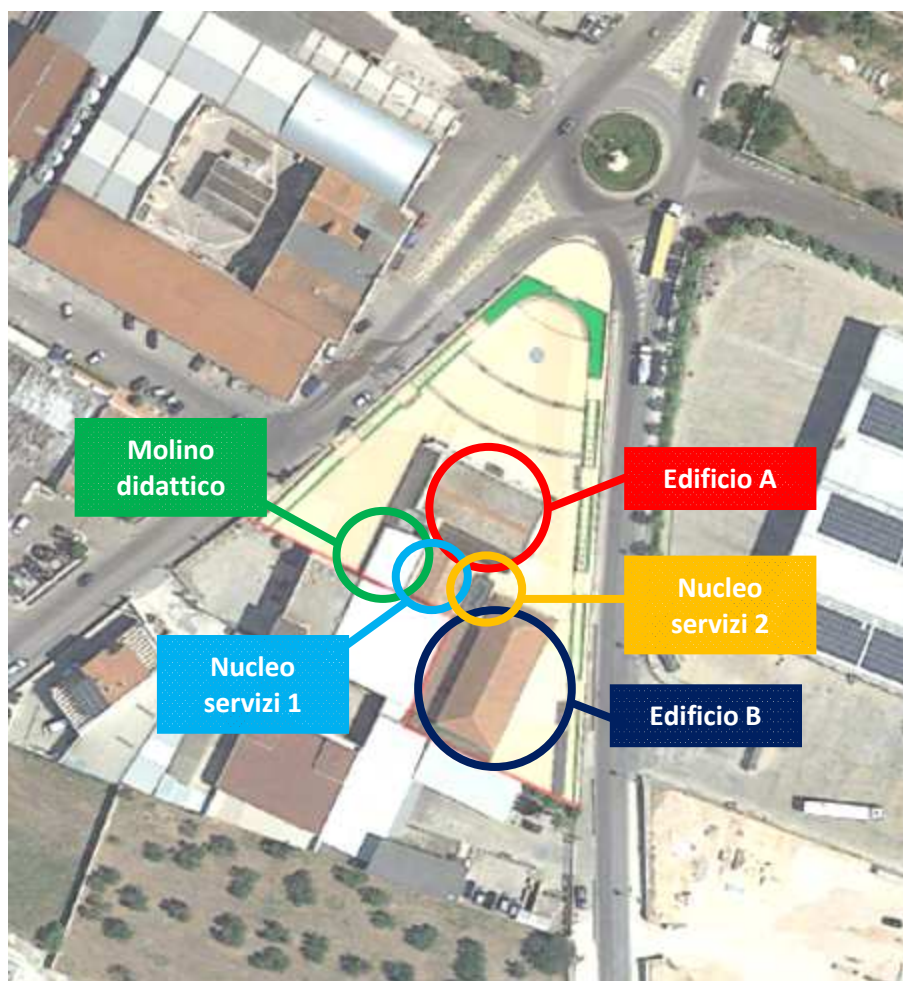 Molino
didattico
Edificio A
Nucleo
servizi 2
Nucleo
servizi 1
Edificio B